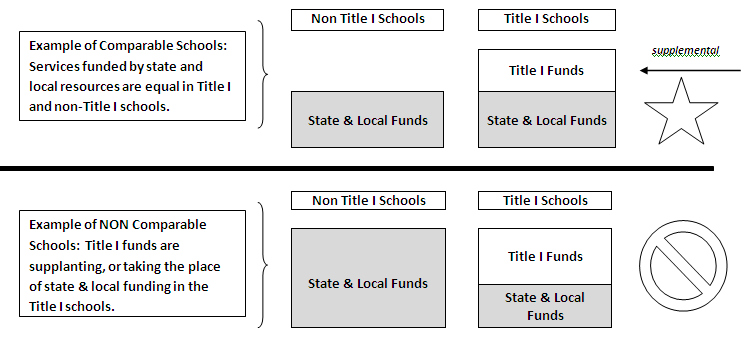 Non Title I Schools
Title I Schools
Example of Comparable Schools:
Services funded by state and
local resources are equal in Title I
and non-Title I schools.
supplemental
Title I Funds
State & Local Funds
State & Local Funds
Non Title I Schools
Title I Schools
Example of NON Comparable
Schools:  Title I funds are
supplanting, or taking the place
of state & local funding in the
Title I schools.
State & Local Funds
Title I Funds
State & Local
Funds